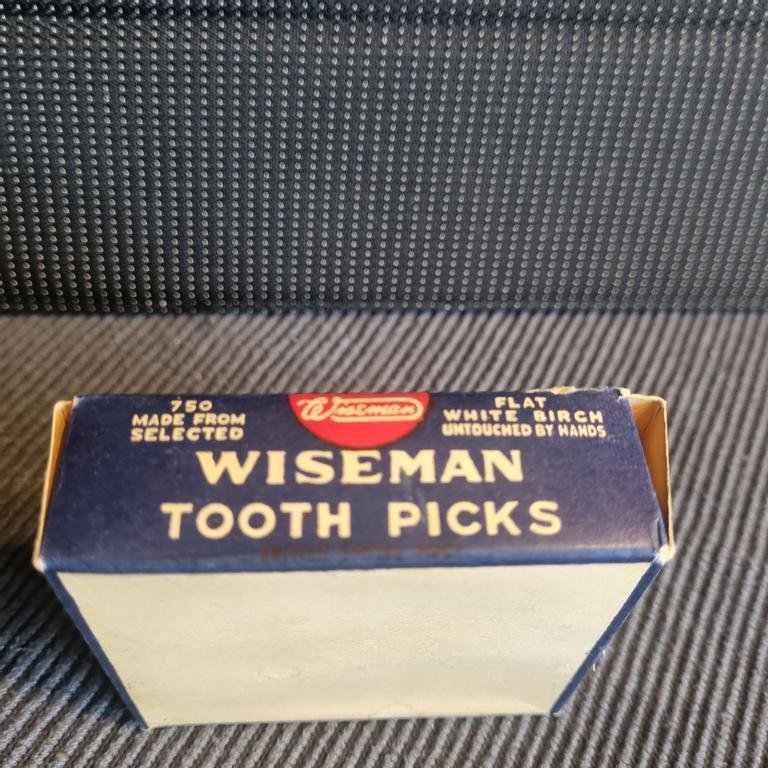 750
MADE FROM
SELECTED
Wiseman
FLAT
WHITE BIRCH
UNTOUCHED BY HANDS
WISEMAN
TOOTH PICKS